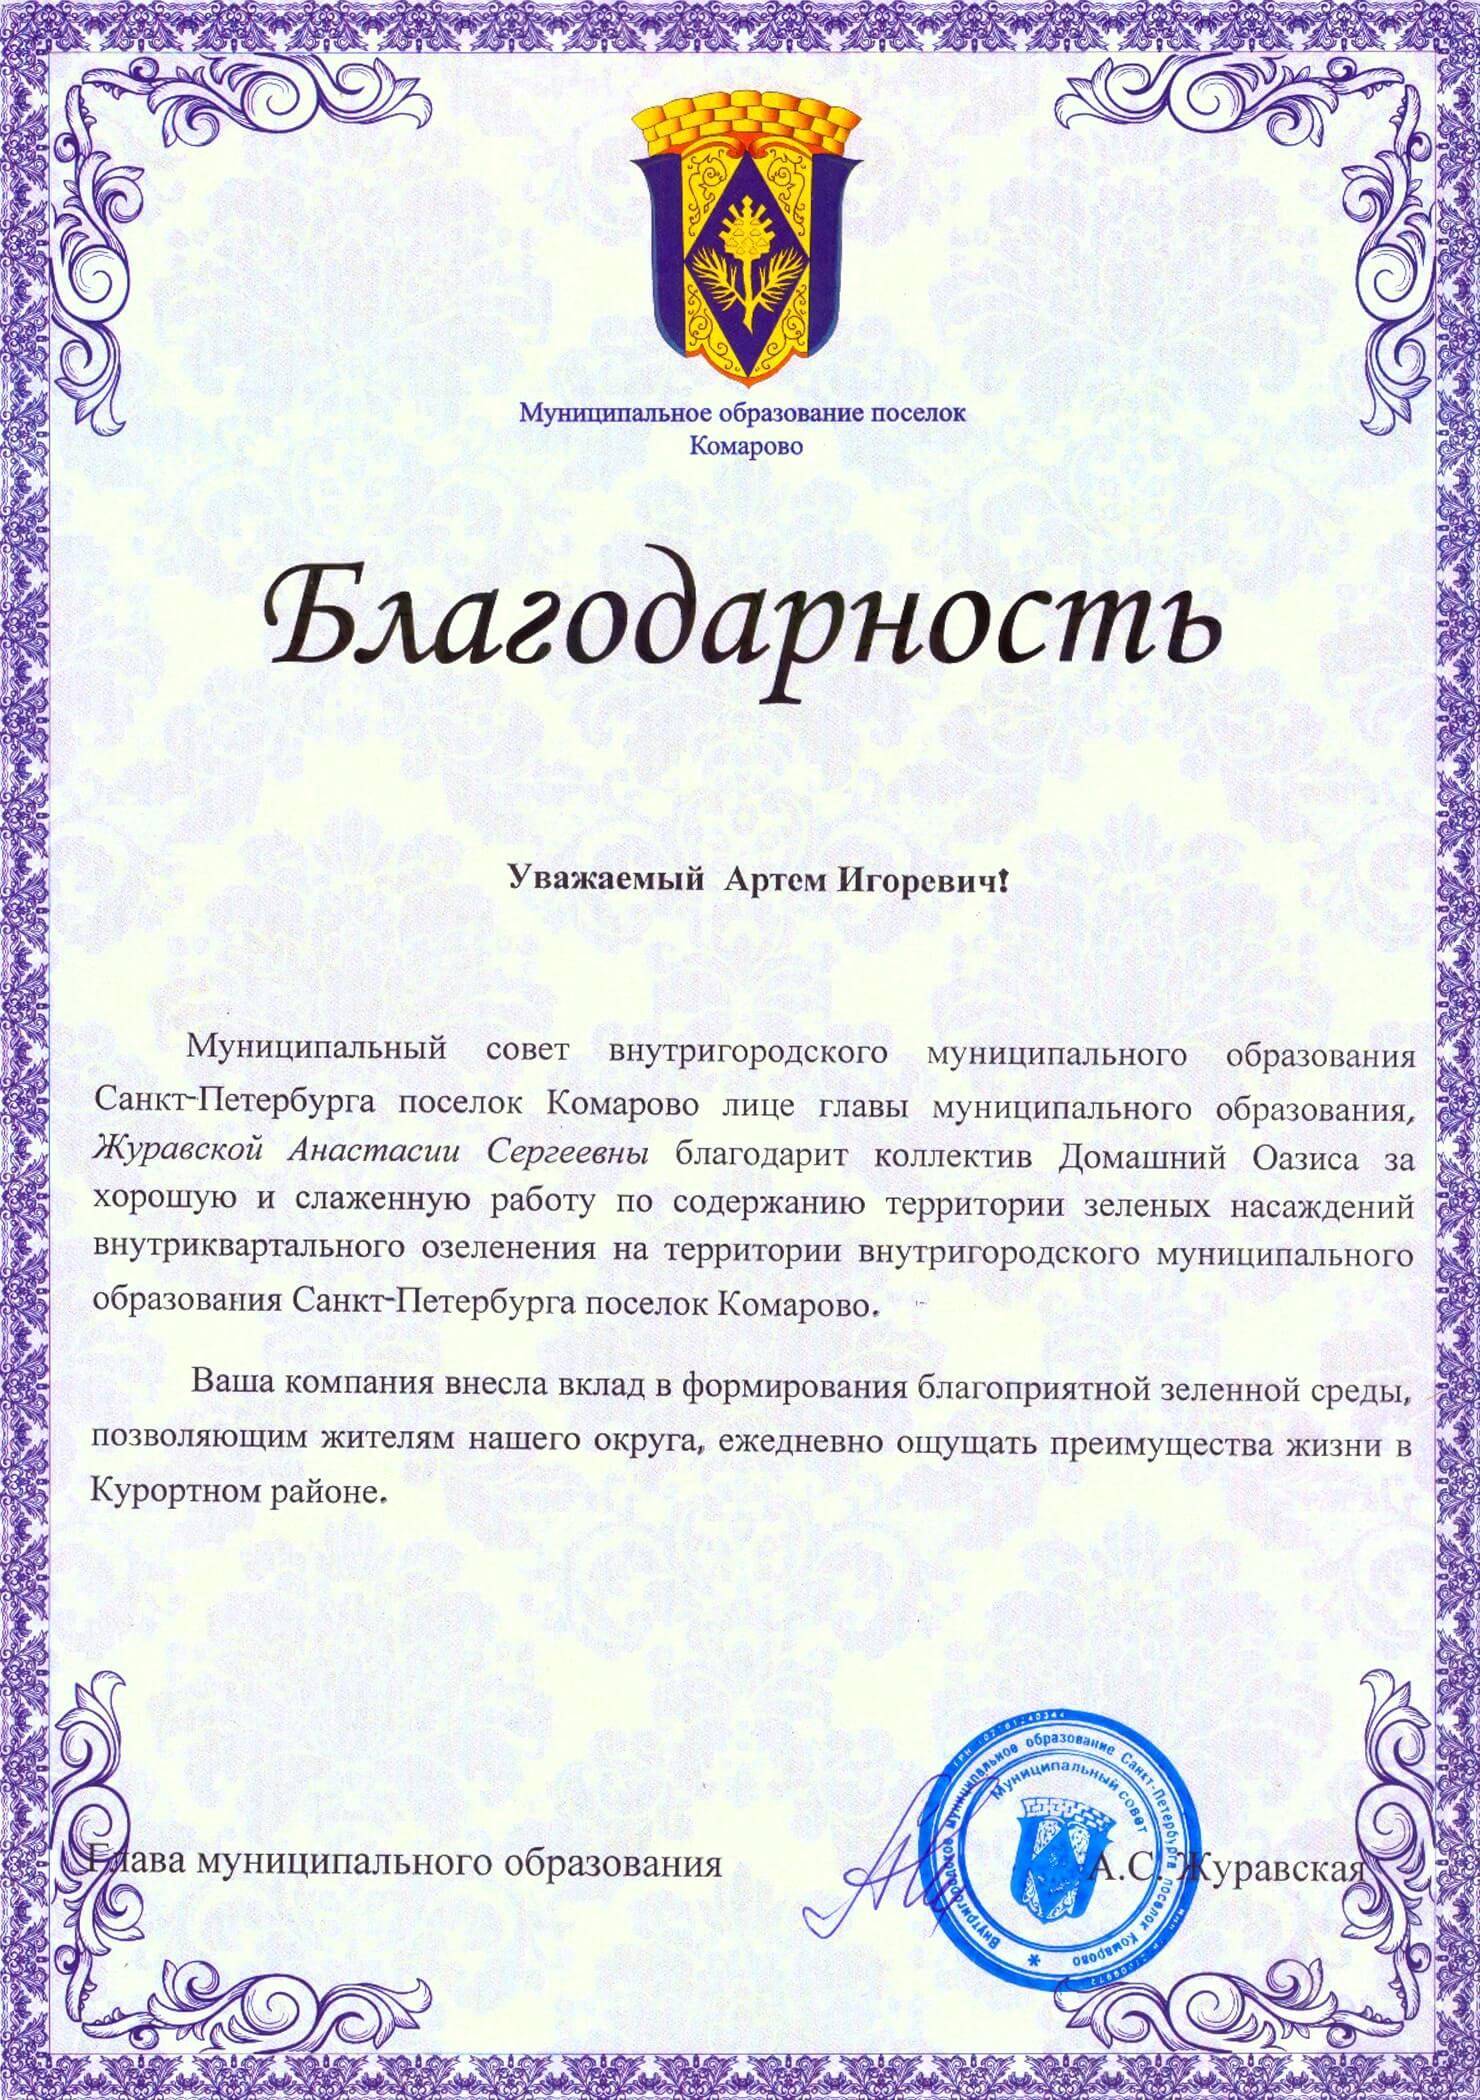 Муниципальное образование поселок
Комарово
Благодарность
Уважаемый Артем Игоревич!
Муниципальный совет внутригородского муниципального образования
Санкт-Петербурга поселок Комарово лице главы муниципального образования,
Журавской Анастасии Сергеевны благодарит коллектив Домашний Оазиса за
хорошую и слаженную работу по содержанию территории зеленых насаждений
внутриквартального озеленения на территории внутригородского муниципального
образования Санкт-Петербурга поселок Комарово.
Ваша компания внесла вклад в формирования благоприятной зеленной среды,
позволяющим жителям нашего округа, ежедневно ощущать преимущества жизни в
Курортном районе.
Глава муниципального образования
А.С. Журавская
Внутригородское муниципальное образование Санкт-Петербурга поселок Комарово
Муниципальный совет